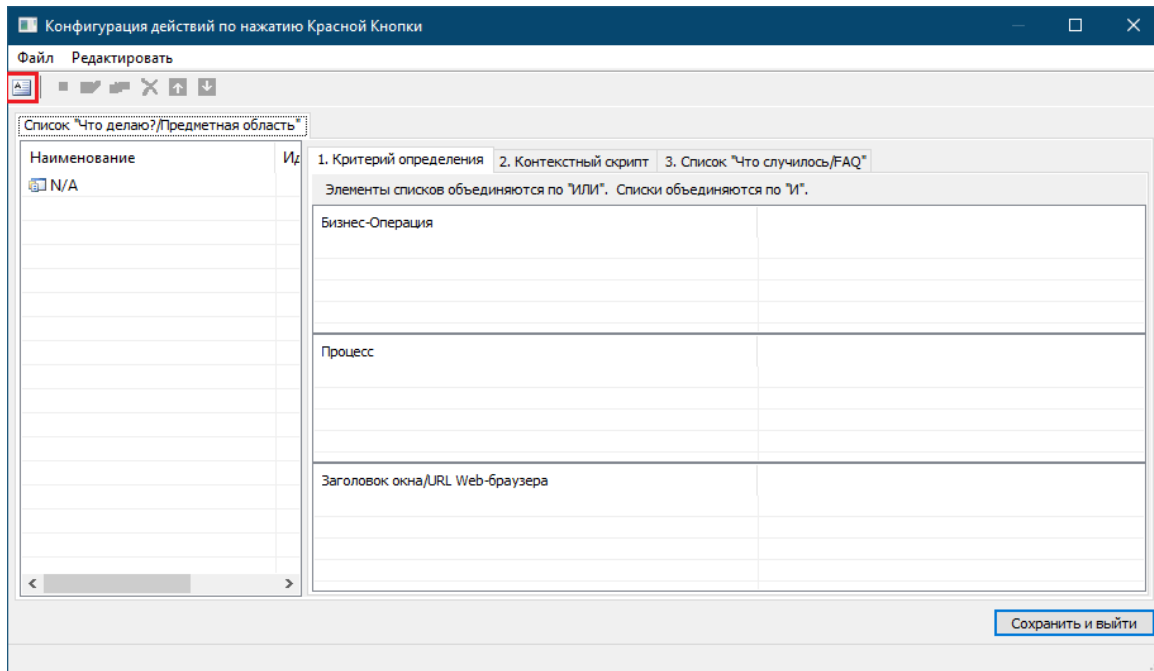 Конфигурация действий по нажатию Красной Кнопки
Файл Редактировать
Список "Что делаю?/Предметная область"
Наименование Ид
1. Критерий определения 2. Контекстный скрипт 3. Список "Что случилось/FAQ"
N/A
Элементы списков объединяются по "ИЛИ". Списки объединяются по "И".
Бизнес-Операция
Процесс
Заголовок окна/URL Web-браузера
Сохранить и выйти